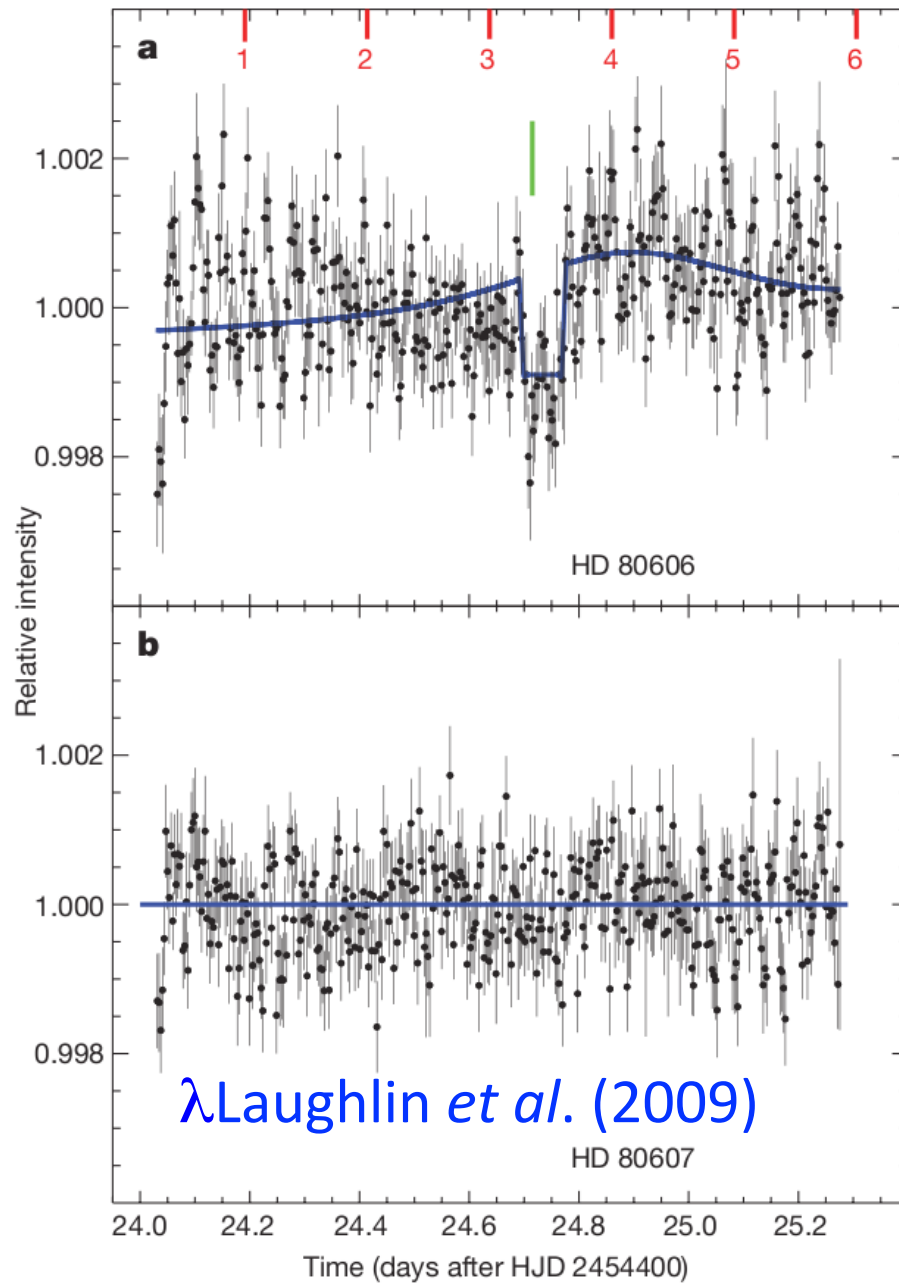 a
1 2 3 4 5 6
1.002
1.000
0.998
HD 80606
Relative intensity
b
1.002
1.000
0.998
λLaughlin et al. (2009)
HD 80607
24.0 24.2 24.4 24.6 24.8 25.0 25.2
Time (days after HJD 2454400)